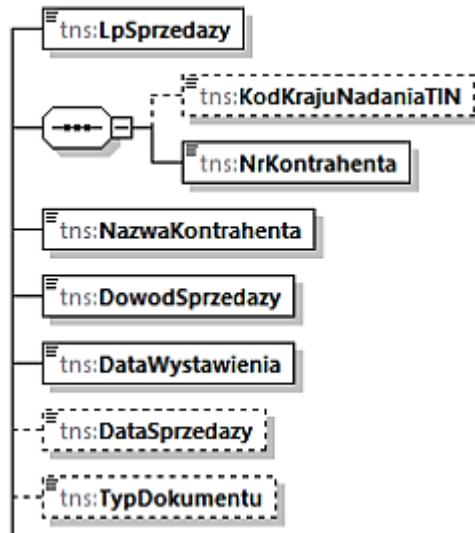 tns:LpSprzedazy
tns:KodKrajuNadaniaTIN
tns:NrKontrahenta
tns:NazwaKontrahenta
tns:DowodSprzedazy
tns:DataWystawienia
tns:DataSprzedazy
tns:TypDokumentu